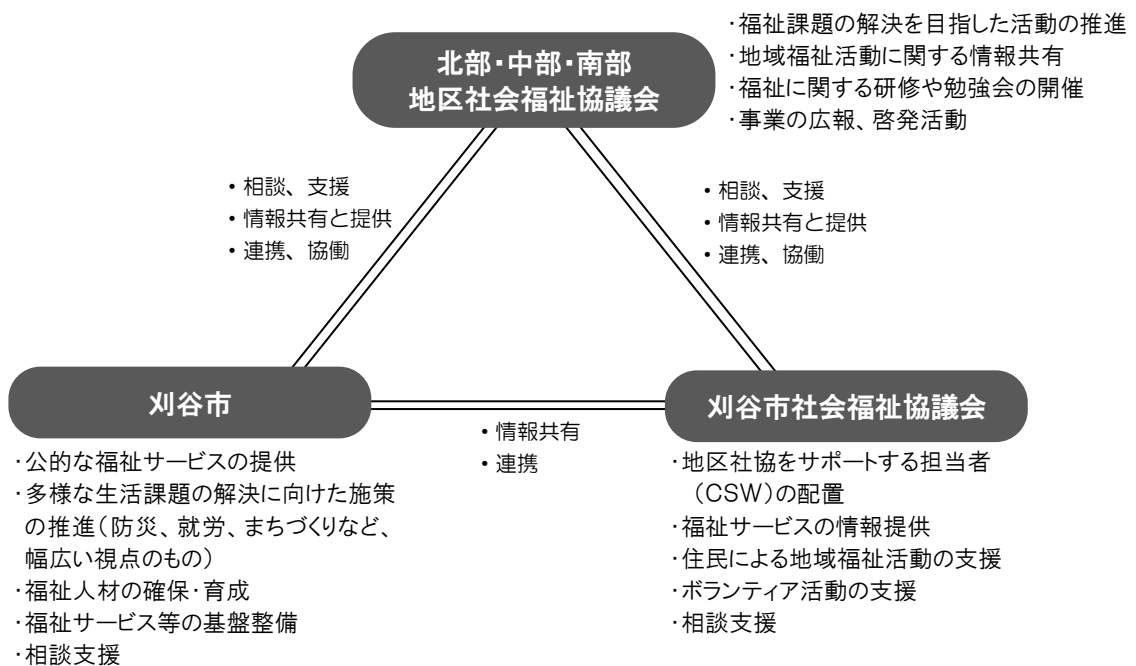 北部・中部・南部
地区社会福祉協議会
・福祉課題の解決を目指した活動の推進
・地域福祉活動に関する情報共有
・福祉に関する研修や勉強会の開催
・事業の広報、啓発活動
・相談、支援
・情報共有と提供
・連携、協働
・相談、支援
・情報共有と提供
・連携、協働
刈谷市
・情報共有
・連携
刈谷市社会福祉協議会
・公的な福祉サービスの提供
・多様な生活課題の解決に向けた施策
の推進（防災、就労、まちづくりなど、
幅広い視点のもの）
・福祉人材の確保・育成
・福祉サービス等の基盤整備
・相談支援
・地区社協をサポートする担当者
（CSW）の配置
・福祉サービスの情報提供
・住民による地域福祉活動の支援
・ボランティア活動の支援
・相談支援